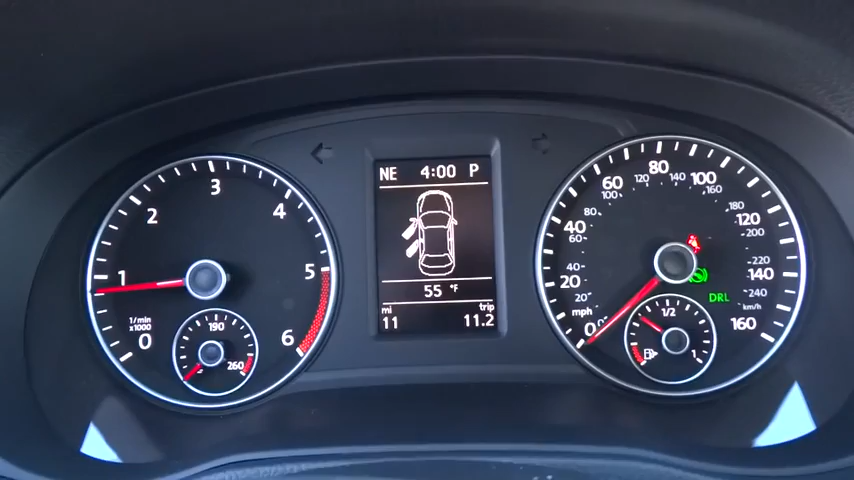 NE 4:00 P
55 °F
mi trip
11 11.2
0 1 2 3 4 5 6
1/min
x1000
190
260
0 20 40 60 80 100 120 140 160
mph
20 40 60 80 100 120 140 160 180 200 220 240
km/h
DRL
1/2
1